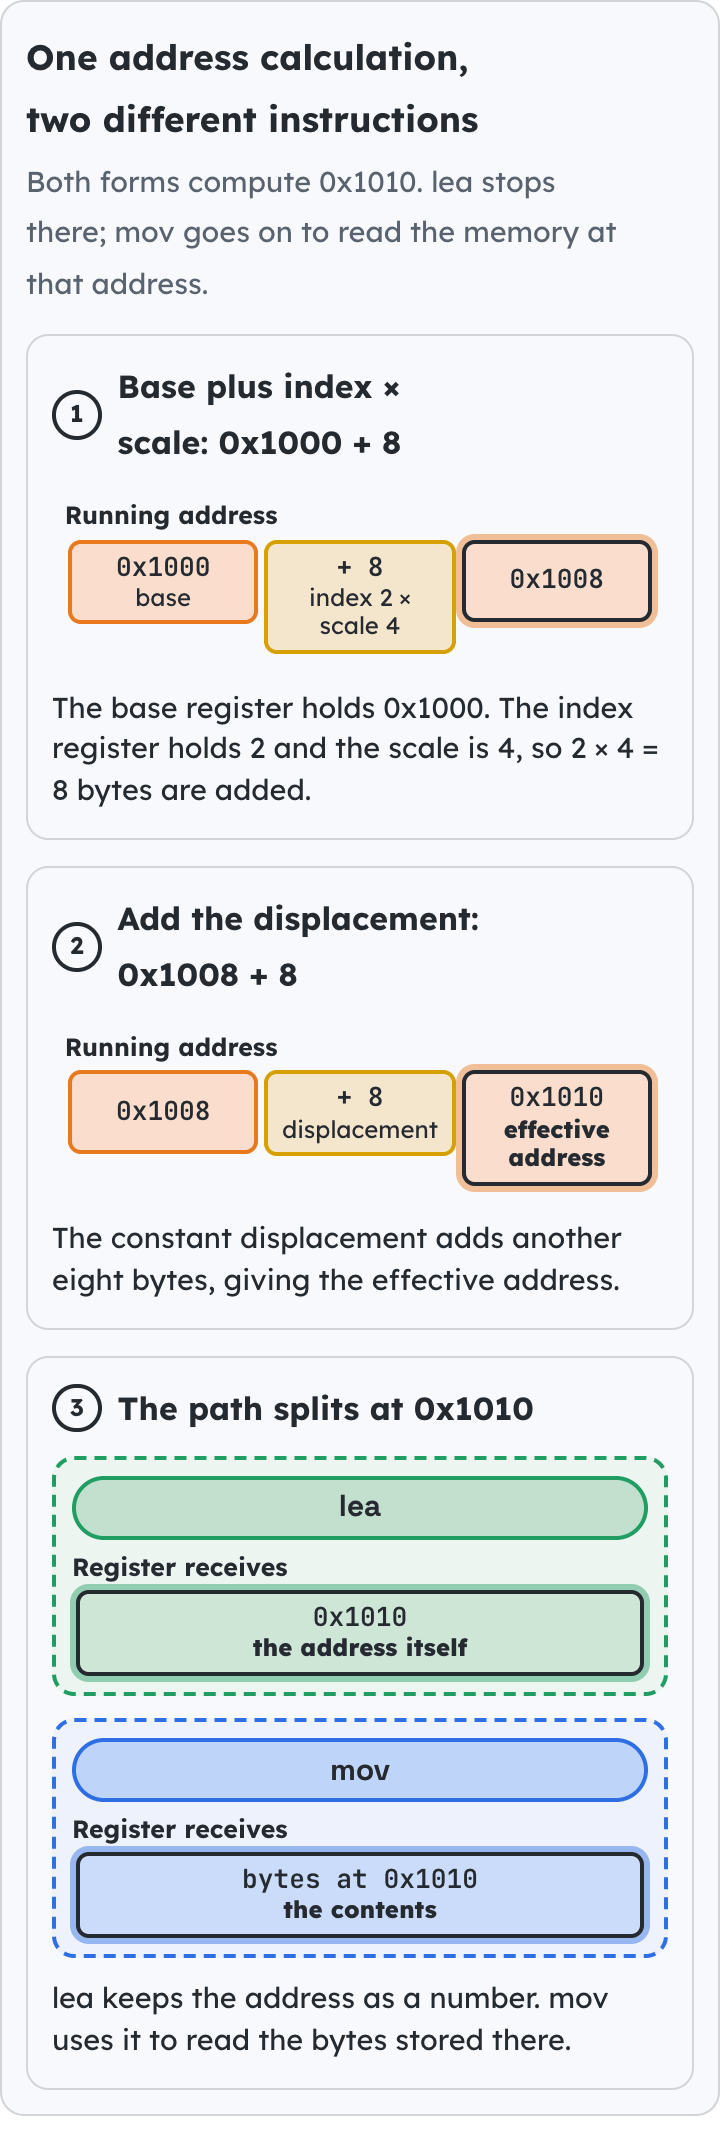 One address calculation,
two different instructions
Both forms compute 0x1010. lea stops
there; mov goes on to read the memory at
that address.
1
Base plus index ×
scale: 0x1000 + 8
Running address
0x1000
base
+ 8
index 2 ×
scale 4
0x1008
The base register holds 0x1000. The index
register holds 2 and the scale is 4, so 2 × 4 =
8 bytes are added.
2
Add the displacement:
0x1008 + 8
Running address
0x1008
+ 8
displacement
0x1010
effective
address
The constant displacement adds another
eight bytes, giving the effective address.
3
The path splits at 0x1010
lea
Register receives
0x1010
the address itself
mov
Register receives
bytes at 0x1010
the contents
lea keeps the address as a number. mov
uses it to read the bytes stored there.